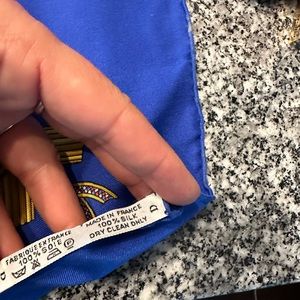 FABRIQUE EN FRANCE
100% SOIE
MADE IN FRANCE
100% SILK
DRY CLEAN ONLY
D